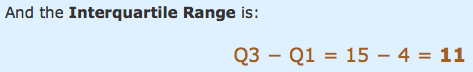 And the Interquartile Range is:
Q3 − Q1 = 15 − 4 = 11